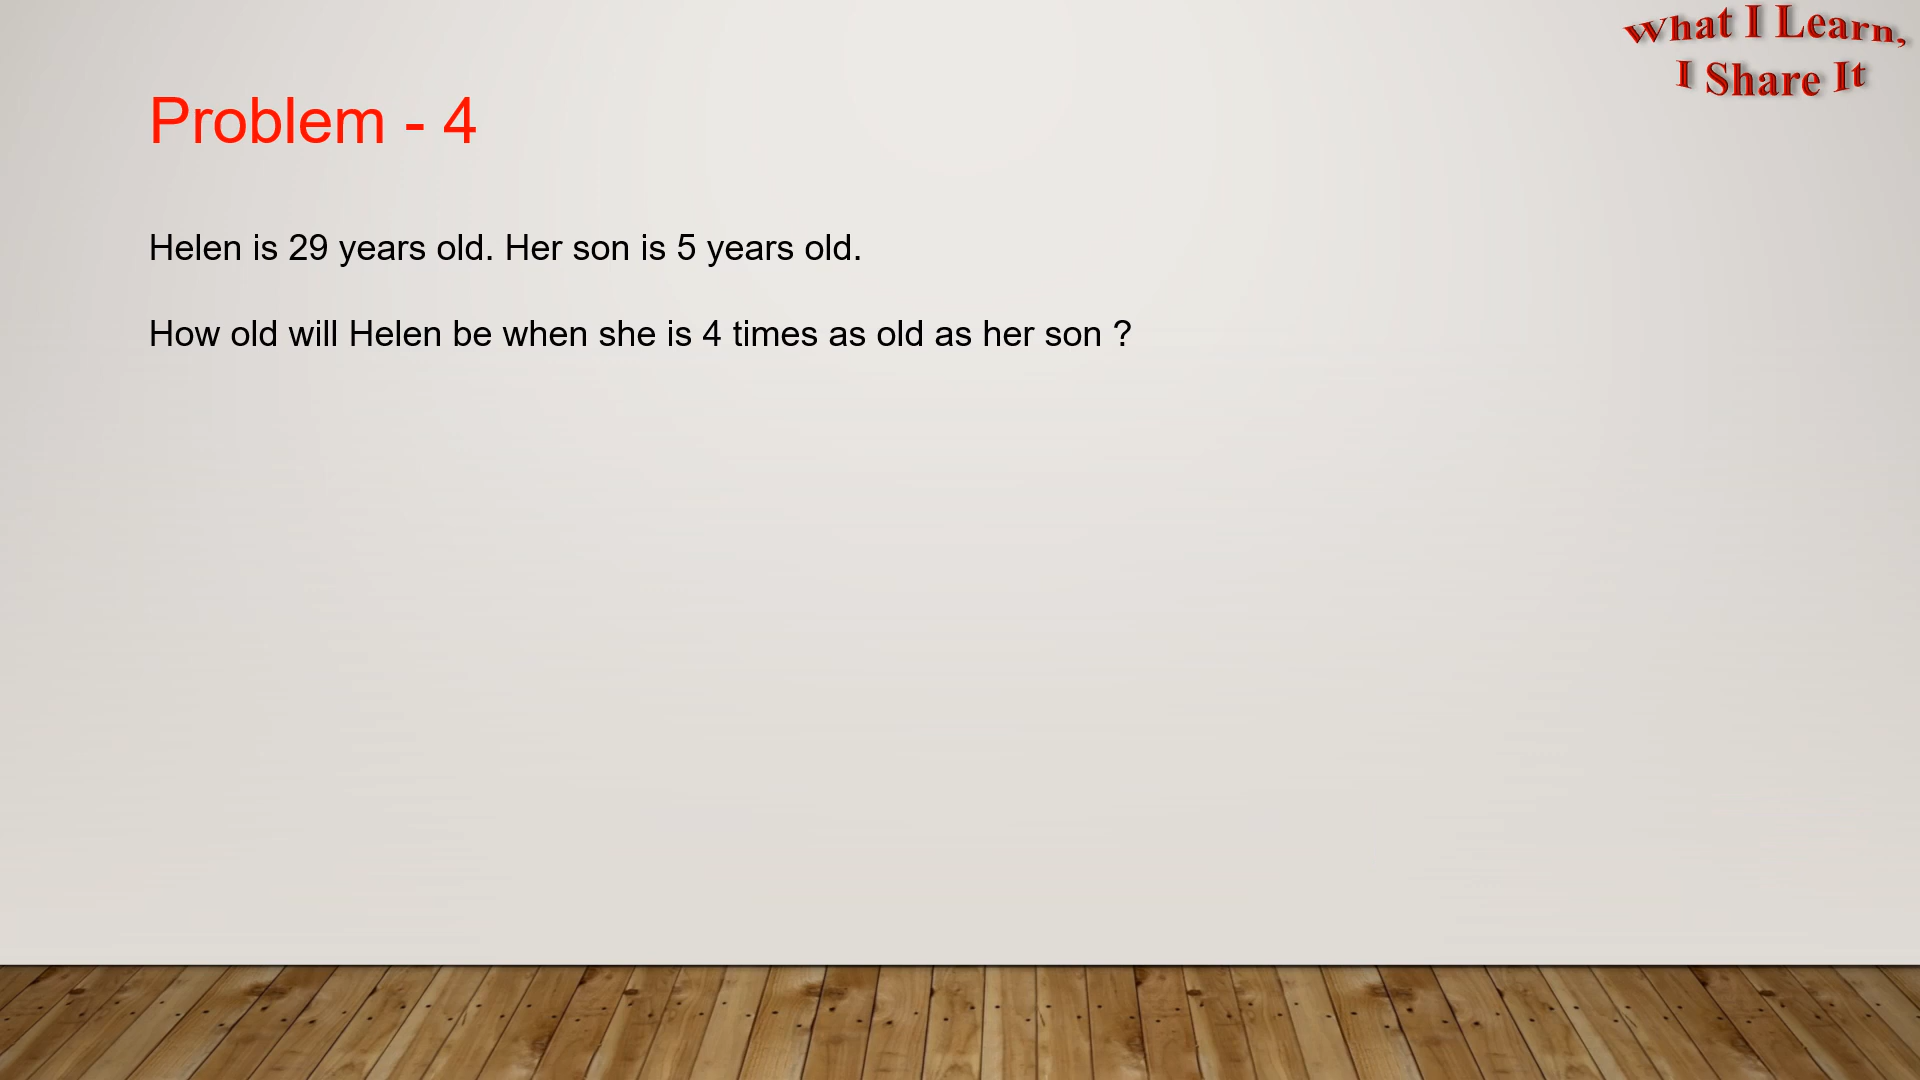 What I Learn,
I Share It
Problem - 4
Helen is 29 years old. Her son is 5 years old.
How old will Helen be when she is 4 times as old as her son ?